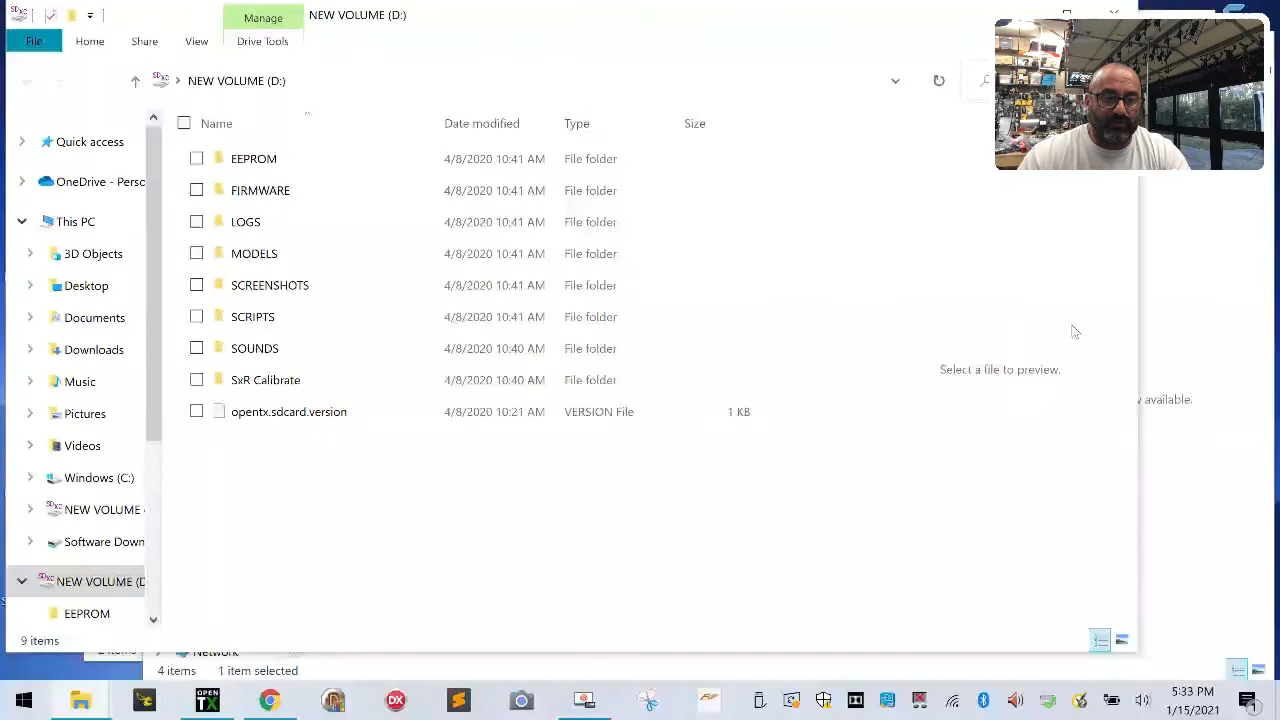 Manage
NEW VOLUME (D:)
File
Home
Share
View
Drive Tools
NEW VOLUME (D:)
Name
Date modified
Type
Size
Quick access
OneDrive - Perso
This PC
3D Objects
Desktop
Documents
Downloads
Music
Pictures
Videos
Windows (C:)
NEW VOLUME
Software Down
NEW VOLUME (D
EEPROM
EEPROM 4/8/2020 10:41 AM File folder
FIRMWARE 4/8/2020 10:41 AM File folder
LOGS 4/8/2020 10:41 AM File folder
MODELS 4/8/2020 10:41 AM File folder
SCREENSHOTS 4/8/2020 10:41 AM File folder
SCRIPTS 4/8/2020 10:41 AM File folder
SOUNDS 4/8/2020 10:40 AM File folder
SxR Calibrate 4/8/2020 10:40 AM File folder
opentx.sdcard.version 4/8/2020 10:21 AM VERSION File 1 KB
Select a file to preview.
available.
9 items
Network
4 items 1 item selected
OPEN
TX
DX
5:33 PM
1/15/2021
1